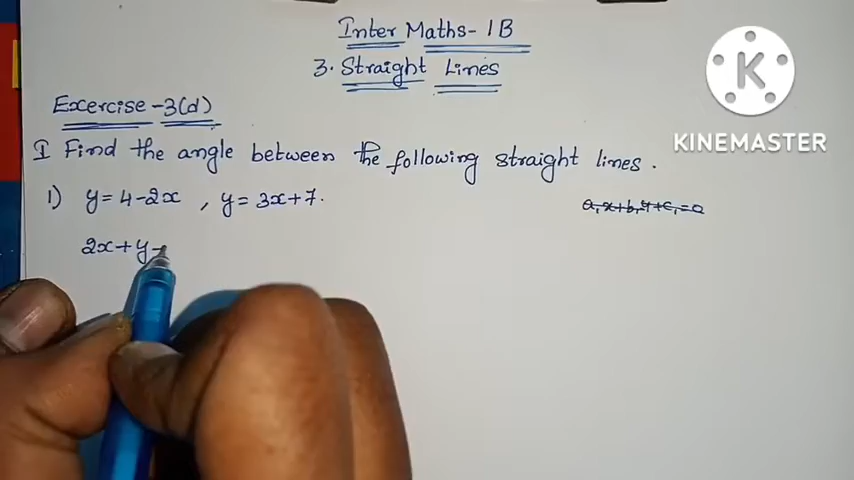 Inter Maths- 1B
3. Straight Lines
Excercise -3(d)
I Find the angle between the following straight lines.
1) y = 4-2x , y = 3x+7.
a₁x+b₁y+c₁=0
2x+y-
K
KINEMASTER